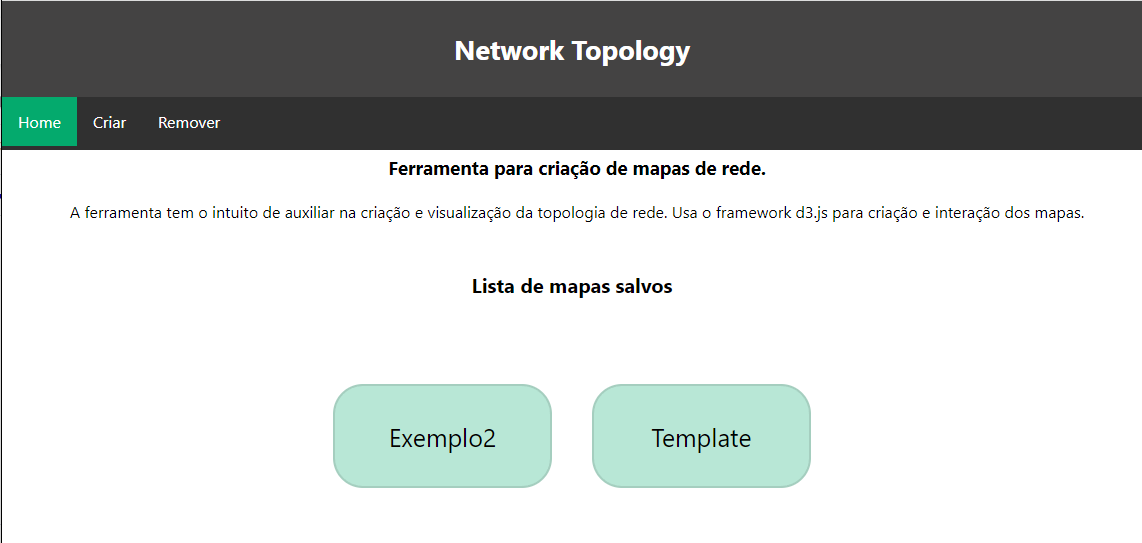 Network Topology
Home Criar Remover
Ferramenta para criação de mapas de rede.
A ferramenta tem o intuito de auxiliar na criação e visualização da topologia de rede. Usa o framework d3.js para criação e interação dos mapas.
Lista de mapas salvos
Exemplo2 Template